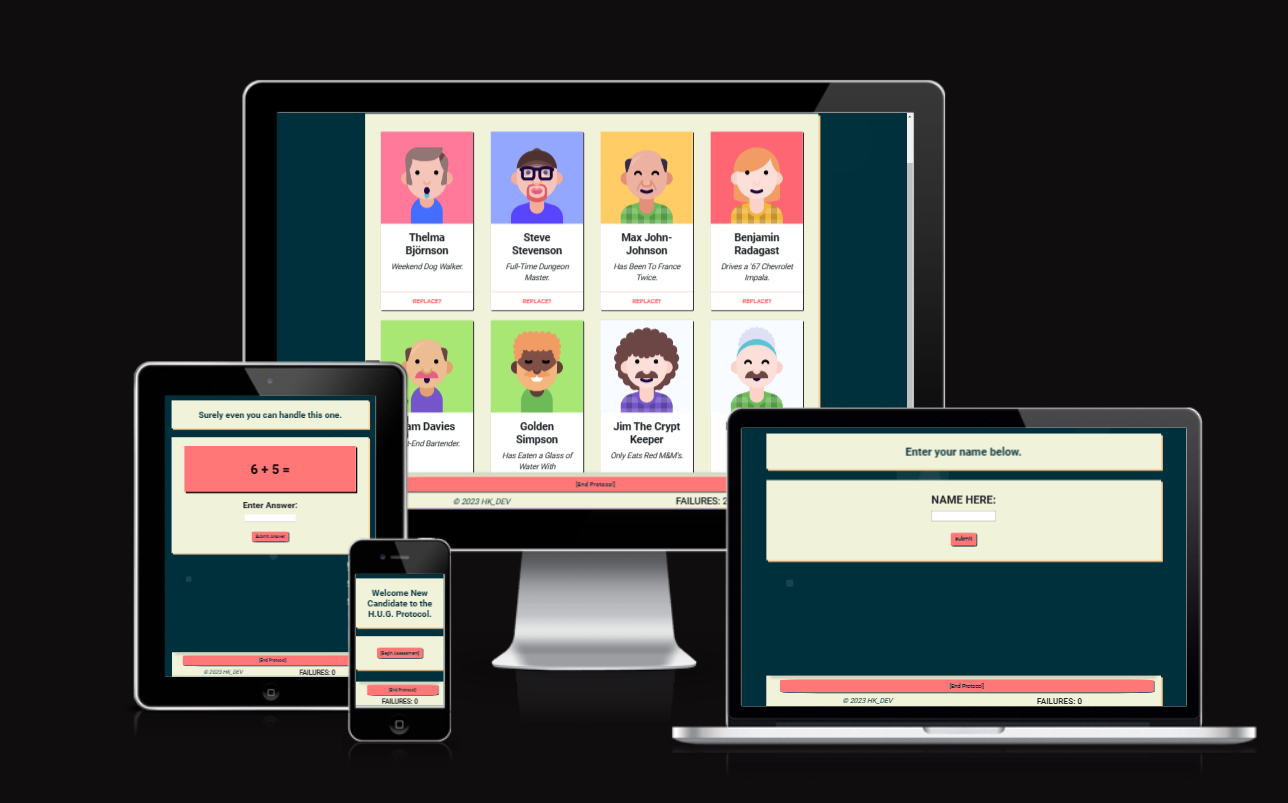 Thelma
Björnson
Weekend Dog Walker.
REPLACE?
Steve
Stevenson
Full-Time Dungeon
Master.
REPLACE?
Max John-
Johnson
Has Been To France
Twice.
REPLACE?
Benjamin
Radagast
Drives a '67 Chevrolet
Impala.
REPLACE?
am Davies
-End Bartender.
Golden
Simpson
Has Eaten a Glass of
Water With
Jim The Crypt
Keeper
Only Eats Red M&M's.
[End Protocol]
© 2023 HK_DEV
FAILURES: 2
Surely even you can handle this one.
6 + 5 =
Enter Answer:
Submit Answer
[End Protocol]
© 2023 HK_DEV
FAILURES: 0
Welcome New
Candidate to the
H.U.G. Protocol.
[Begin Assessment]
[End Protocol]
FAILURES: 0
Enter your name below.
NAME HERE:
Submit
[End Protocol]
© 2023 HK_DEV
FAILURES: 0